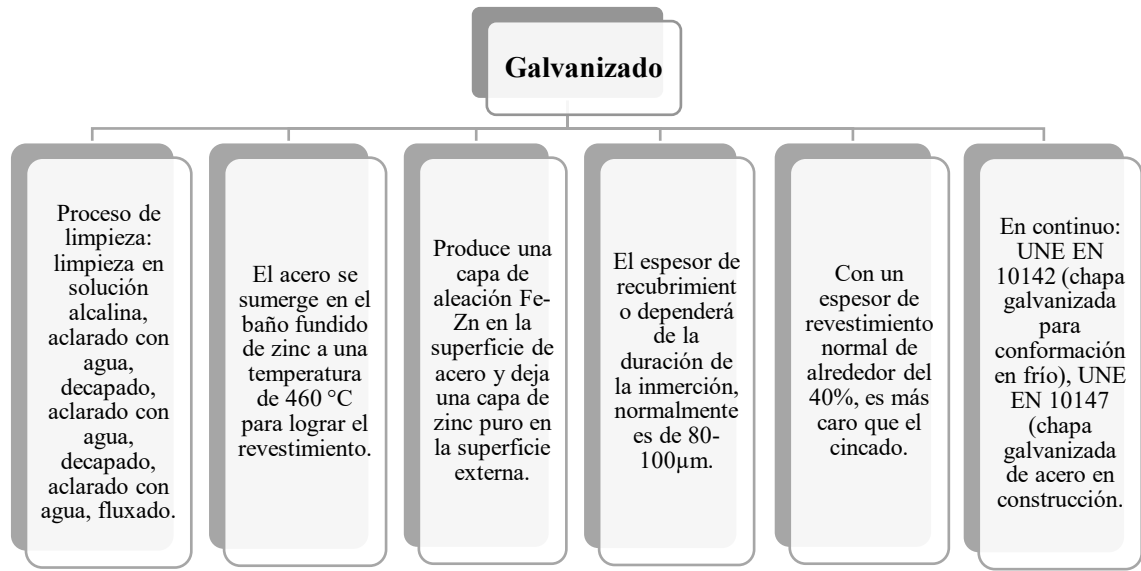 Galvanizado
Proceso de
limpieza:
limpieza en
solución
alcalina,
aclarado con
agua,
decapado,
aclarado con
agua,
decapado,
aclarado con
agua, fluxado.
El acero se
sumerge en el
baño fundido
de zinc a una
temperatura
de 460 °C
para lograr el
revestimiento.
Produce una
capa de
aleación Fe-
Zn en la
superficie de
acero y deja
una capa de
zinc puro en
la superficie
externa.
El espesor de
recubrimient
o dependerá
de la
duración de
la inmerción,
normalmente
es de 80-
100µm.
Con un
espesor de
revestimiento
normal de
alrededor del
40%, es más
caro que el
cincado.
En continuo:
UNE EN
10142 (chapa
galvanizada
para
conformación
en frío), UNE
EN 10147
(chapa
galvanizada
de acero en
construcción.